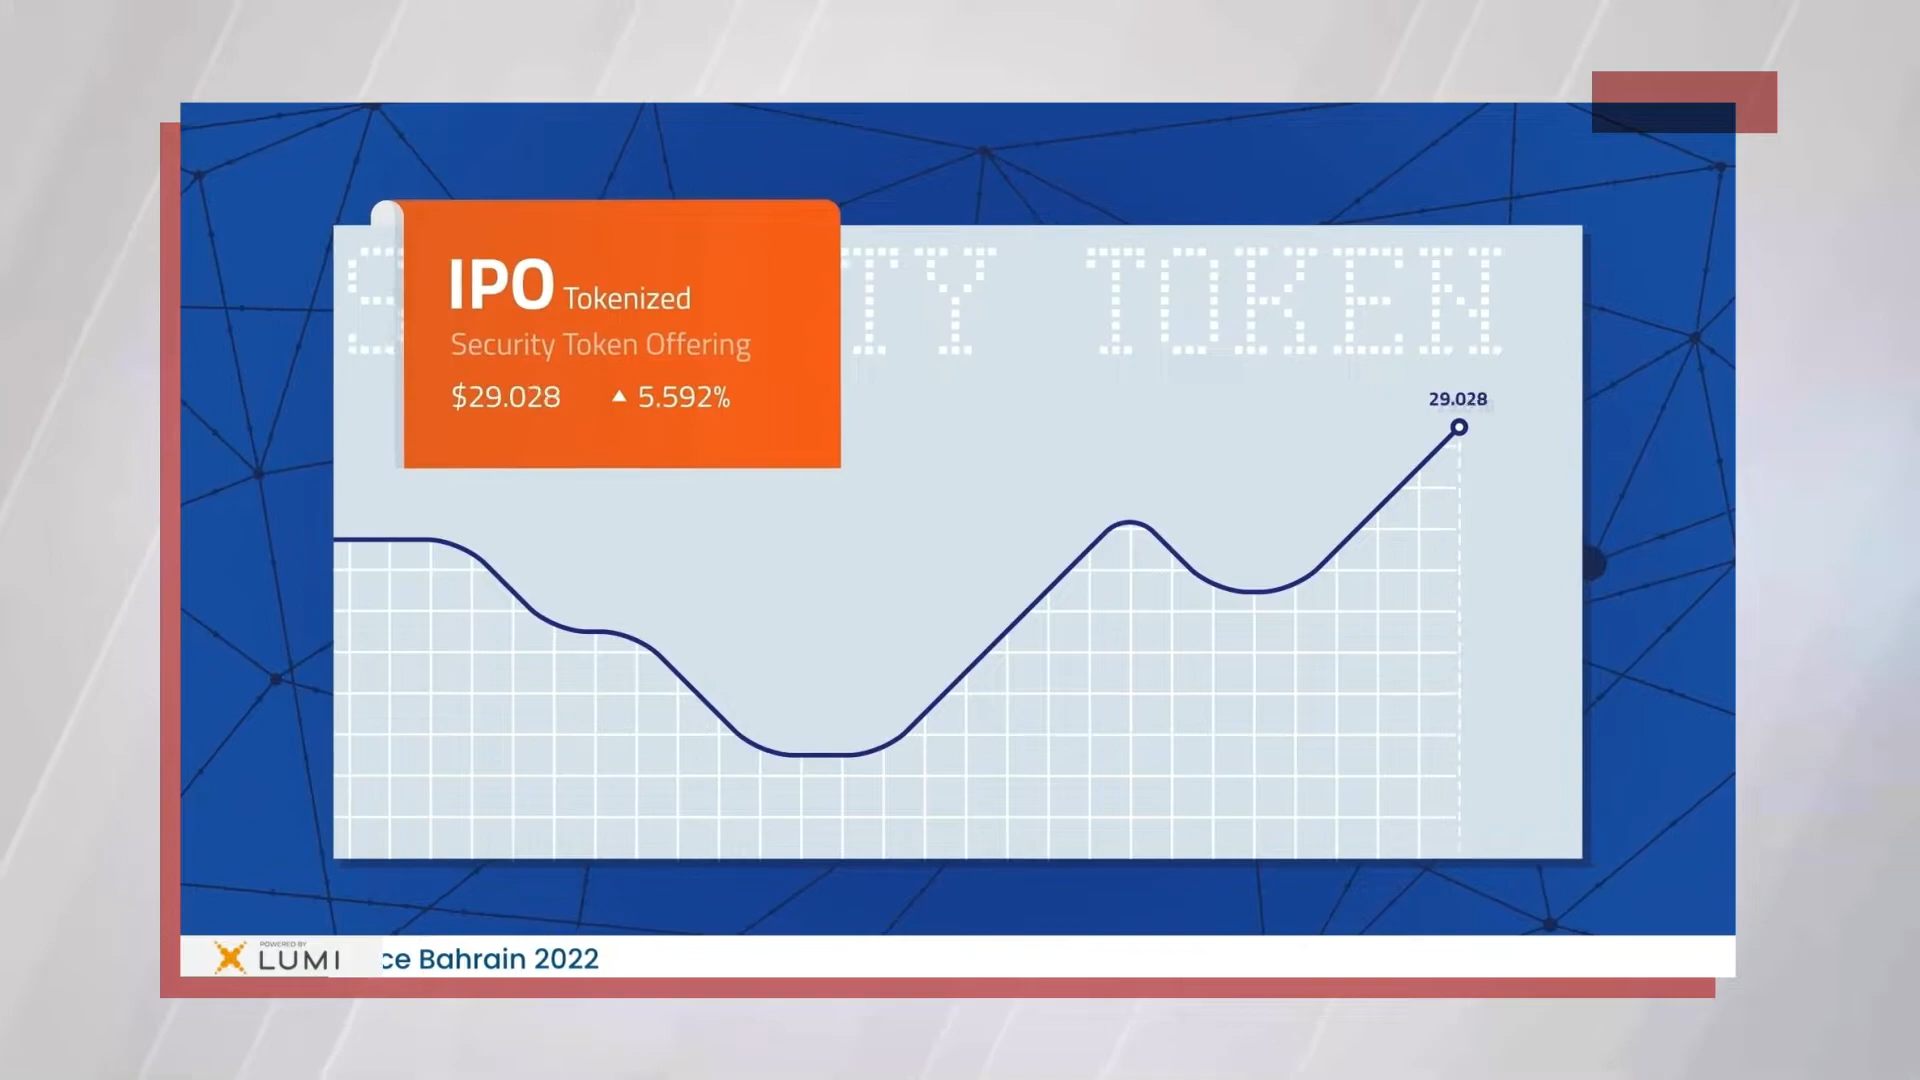 TY TOKEN
IPO Tokenized
Security Token Offering
$29.028 ▲ 5.592%
29.028
POWERED BY
LUMI
ce Bahrain 2022